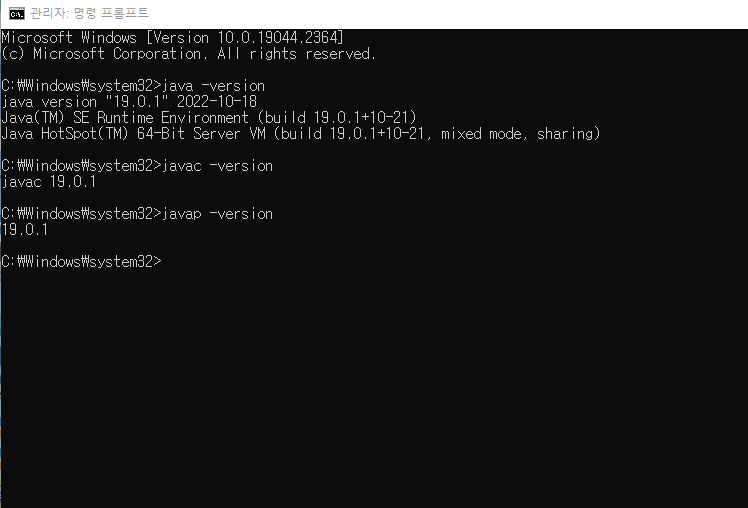 관리자: 명령 프롬프트
Microsoft Windows [Version 10.0.19044.2364]
(c) Microsoft Corporation. All rights reserved.
C:₩Windows₩system32>java -version
java version "19.0.1" 2022-10-18
Java(TM) SE Runtime Environment (build 19.0.1+10-21)
Java HotSpot(TM) 64-Bit Server VM (build 19.0.1+10-21, mixed mode, sharing)
C:₩Windows₩system32>javac -version
javac 19.0.1
C:₩Windows₩system32>javap -version
19.0.1
C:₩Windows₩system32>